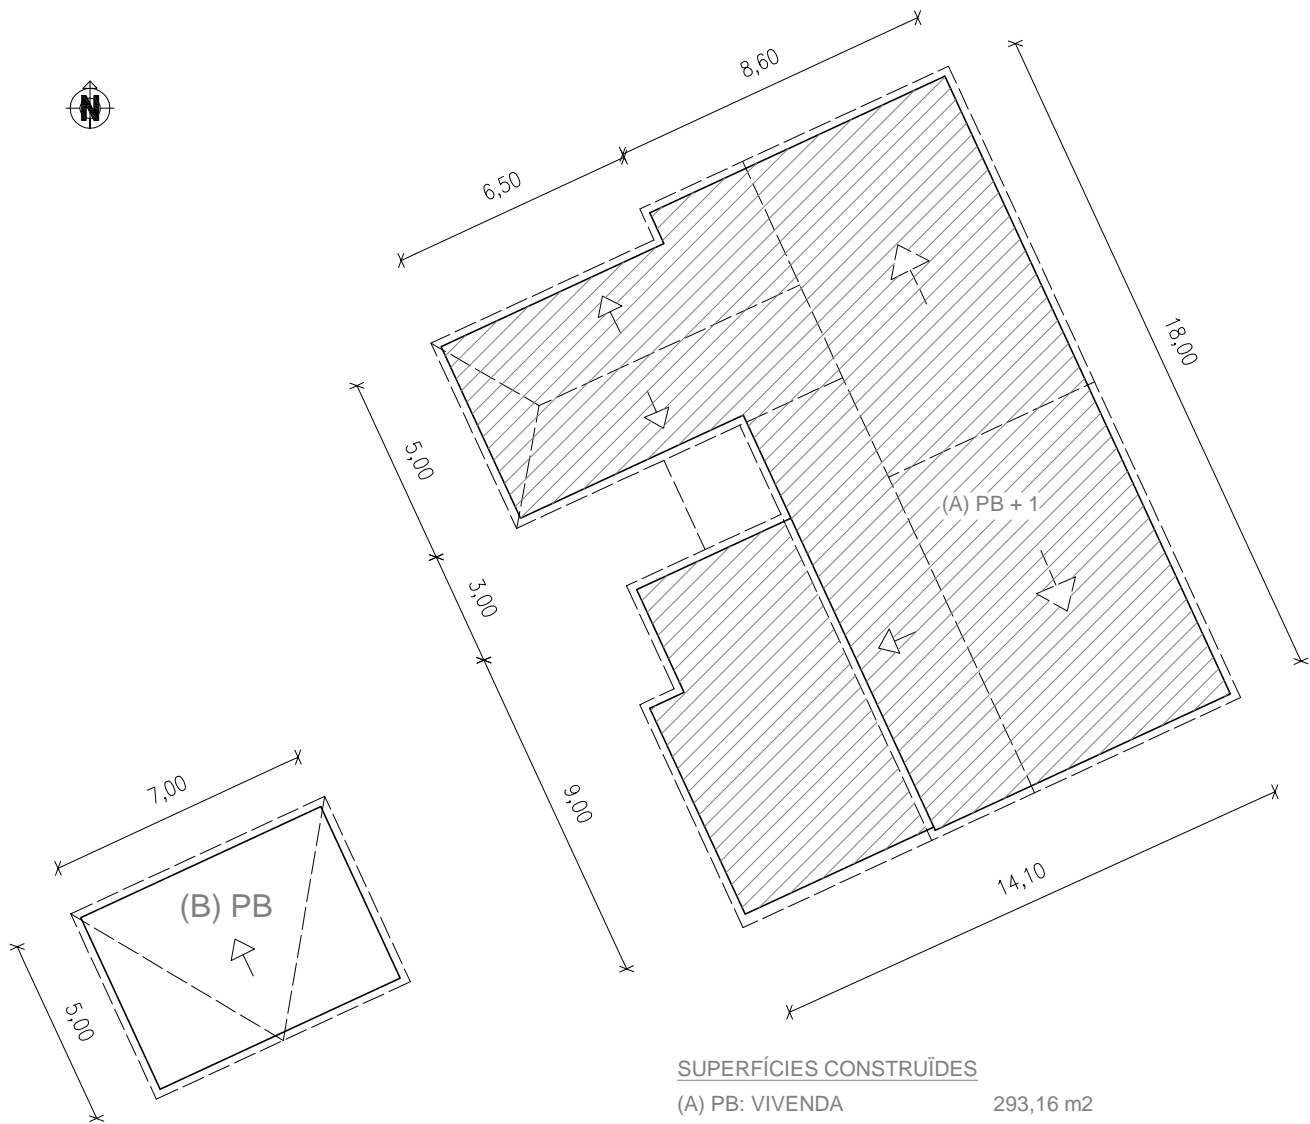 8,60
N
6,50
18,00
5,00
(A) PB + 1
3,00
9,00
7,00
14,10
(B) PB
5,00
SUPERFÍCIES CONSTRUÏDES
(A) PB: VIVENDA 293,16 m2